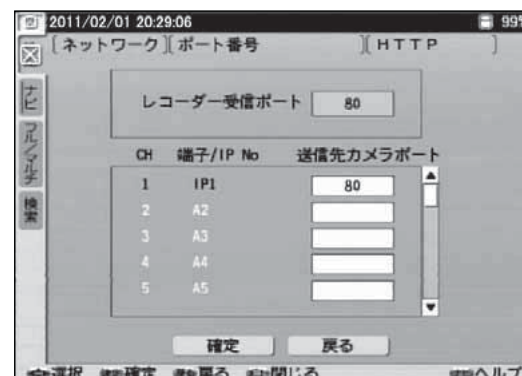 2011/02/01 20:29:06 99%
[ネットワーク][ポート番号 ][HTTP ]
ナビ
フル/マルチ
検索
レコーダー受信ポート 80
CH 端子/IP No 送信先カメラポート
1 IP1 80
2 A2
3 A3
4 A4
5 A5
確定 戻る
選択 確定 戻る 閉じる ヘルプ